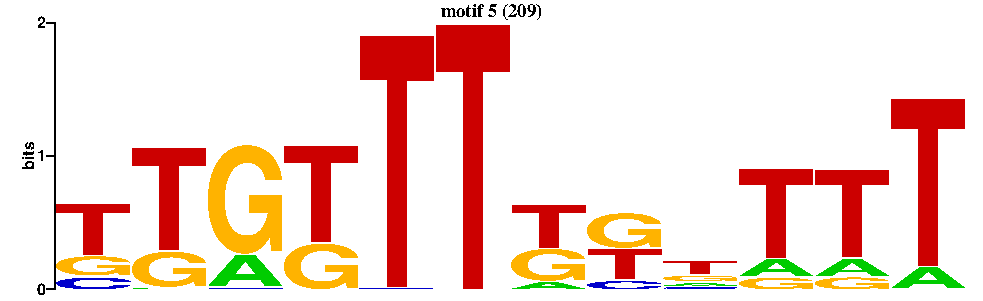 motif 5 (209)
2
bits
1
0
T T G T T T T G T T T T
G G A G G T G A A A
C A C A G G
C